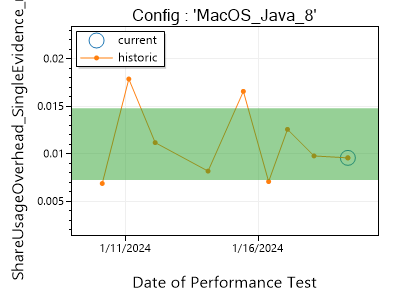 Config : 'MacOS_Java_8'
current
historic
0.02
0.015
0.01
0.005
1/11/2024
1/16/2024
Date of Performance Test
ShareUsageOverhead_SingleEvidence_